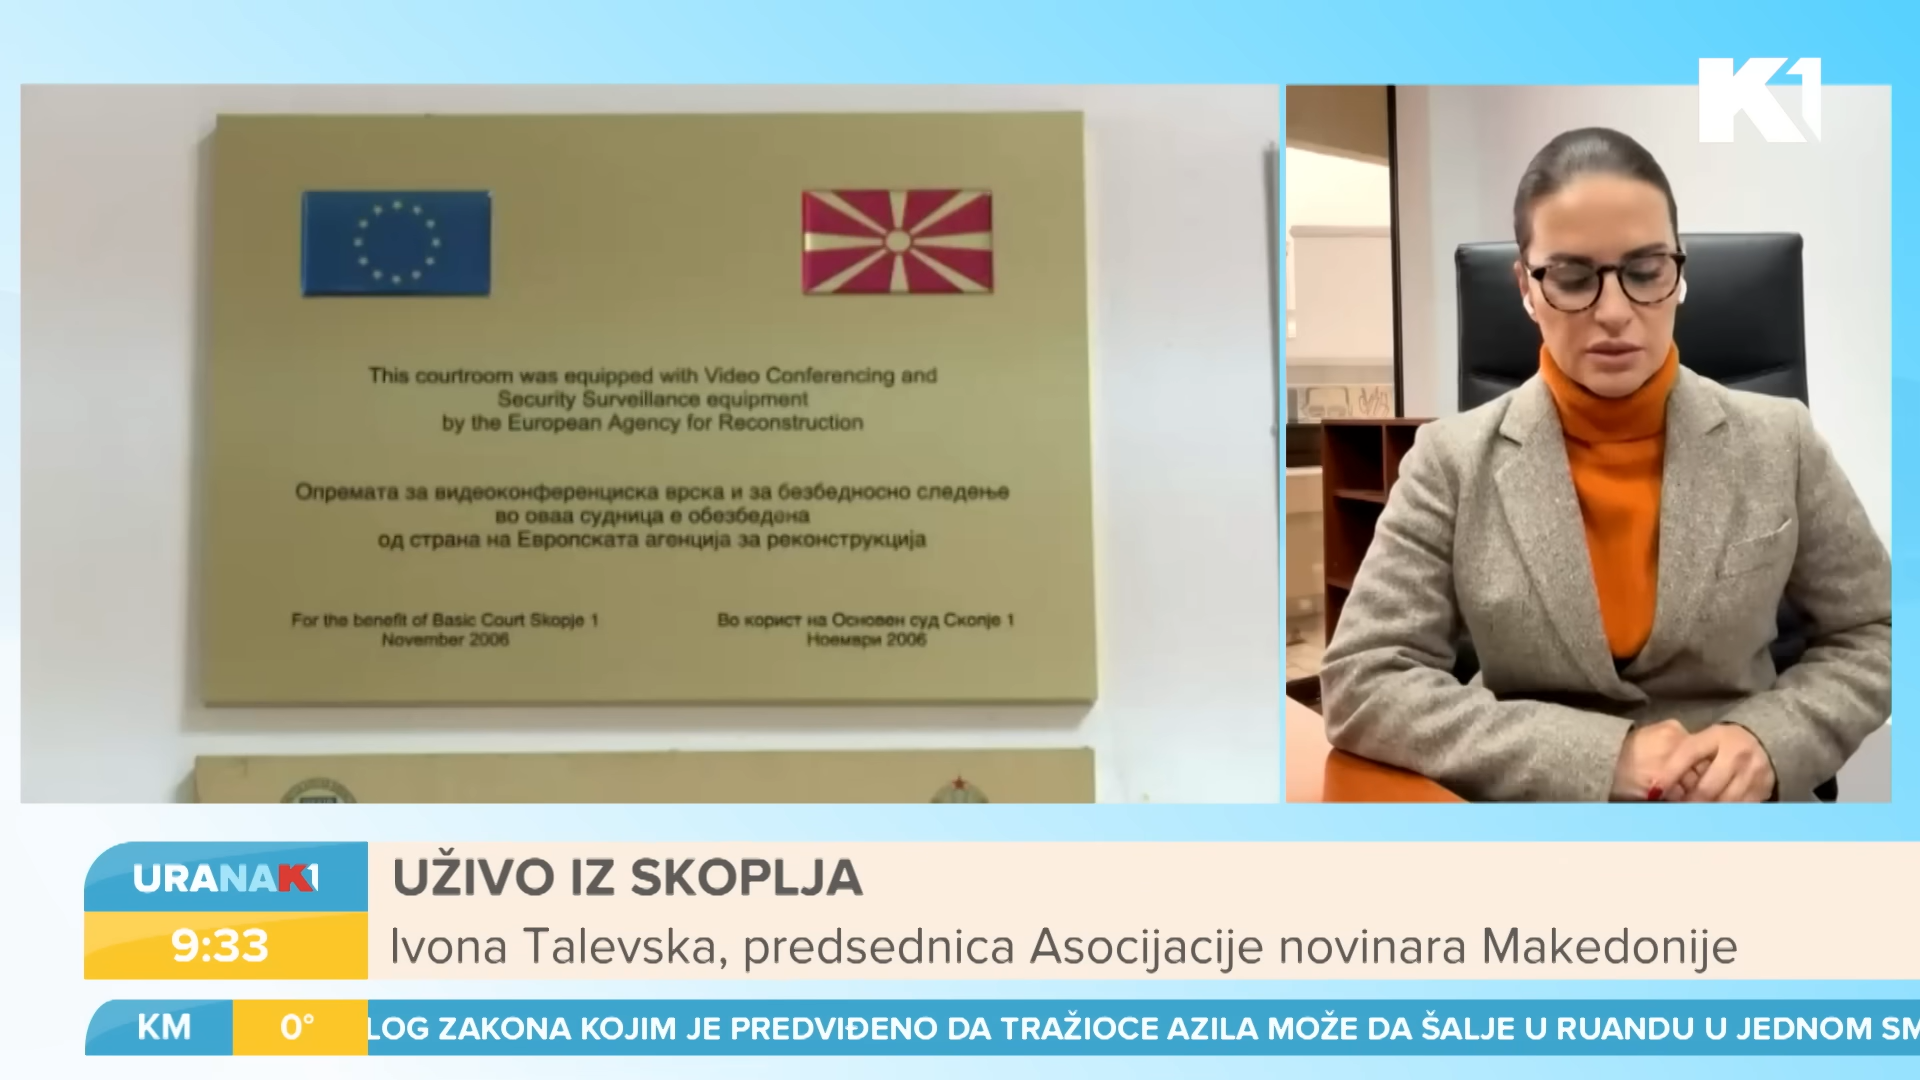 K1
This courtroom was equipped with Video Conferencing and
Security Surveillance equipment
by the European Agency for Reconstruction
Опремата за видеоконференциска врска и за безбедносно следење
во оваа судница е обезбедена
од страна на Европската агенција за реконструкција
For the benefit of Basic Court Skopje 1
November 2006
Во корист на Основен суд Скопје 1
Ноември 2006
URANAK1
UŽIVO IZ SKOPLJA
9:33
Ivona Talevska, predsednica Asocijacije novinara Makedonije
KM
0°
LOG ZAKONA KOJIM JE PREDVIĐENO DA TRAŽIOCE AZILA MOŽE DA ŠALJE U RUANDU U JEDNOM SM